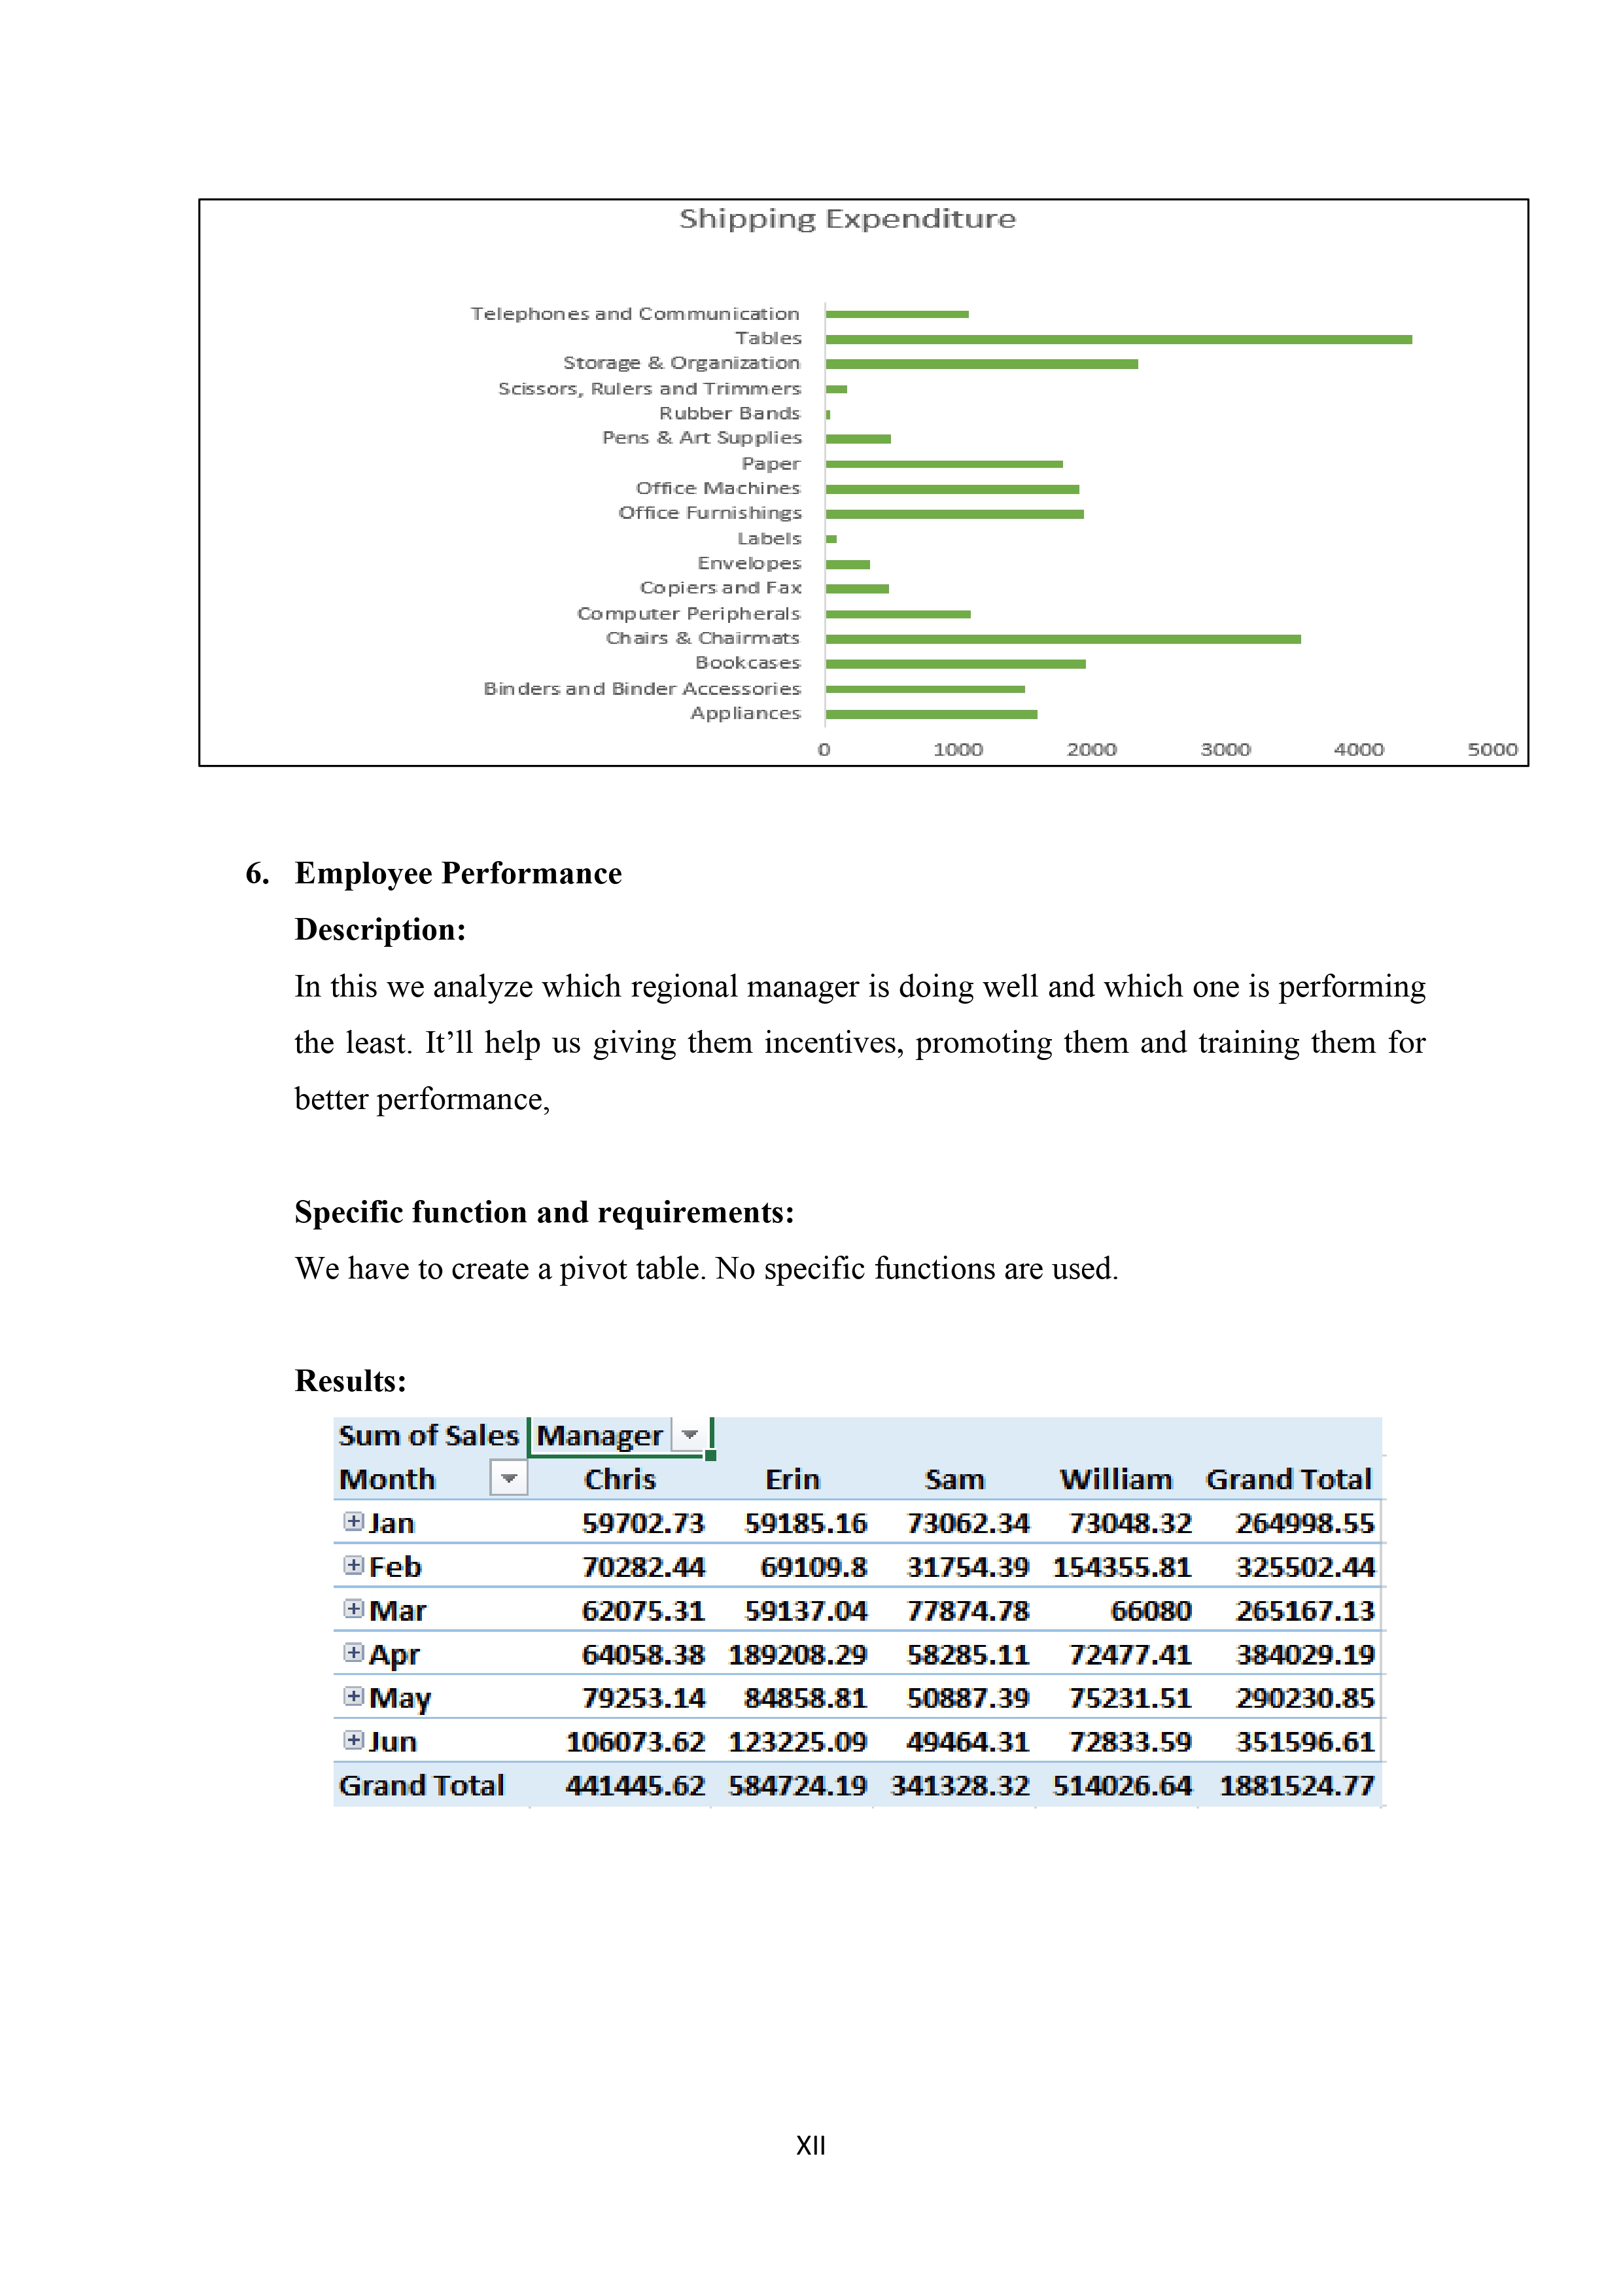 Shipping Expenditure
Telephones and Communication
Tables
Storage & Organization
Scissors, Rulers and Trimmers
Rubber Bands
Pens & Art Supplies
Paper
Office Machines
Office Furnishings
Labels
Envelopes
Copiers and Fax
Computer Peripherals
Chairs & Chairmats
Bookcases
Binders and Binder Accessories
Appliances
0 1000 2000 3000 4000 5000
6. Employee Performance
Description:
In this we analyze which regional manager is doing well and which one is performing
the least. It’ll help us giving them incentives, promoting them and training them for
better performance,
Specific function and requirements:
We have to create a pivot table. No specific functions are used.
Results:
Sum of Sales Manager
Month Chris Erin Sam William Grand Total
Jan 59702.73 59185.16 73062.34 73048.32 264998.55
Feb 70282.44 69109.8 31754.39 154355.81 325502.44
Mar 62075.31 59137.04 77874.78 66080 265167.13
Apr 64058.38 189208.29 58285.11 72477.41 384029.19
May 79253.14 84858.81 50887.39 75231.51 290230.85
Jun 106073.62 123225.09 49464.31 72833.59 351596.61
Grand Total 441445.62 584724.19 341328.32 514026.64 1881524.77
XII